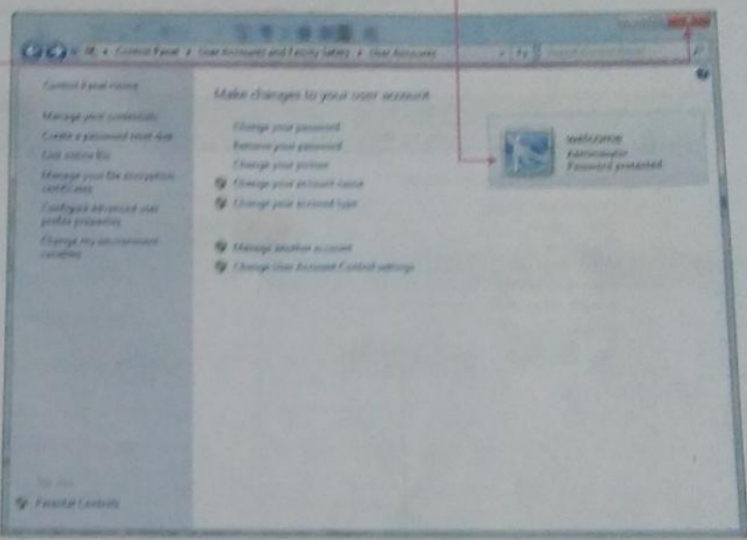 Control Panel ▸ User Accounts and Family Safety ▸ User Accounts
Control Panel Home
Manage your credentials
Create a password reset disk
Link online IDs
Manage your file encryption
certificates
Configure advanced user
profile properties
Change my environment
variables
Make changes to your user account
Change your password
Remove your password
Change your picture
Change your account name
Change your account type
Manage another account
Change User Account Control settings
welcome
Administrator
Password protected
See also
Parental Controls